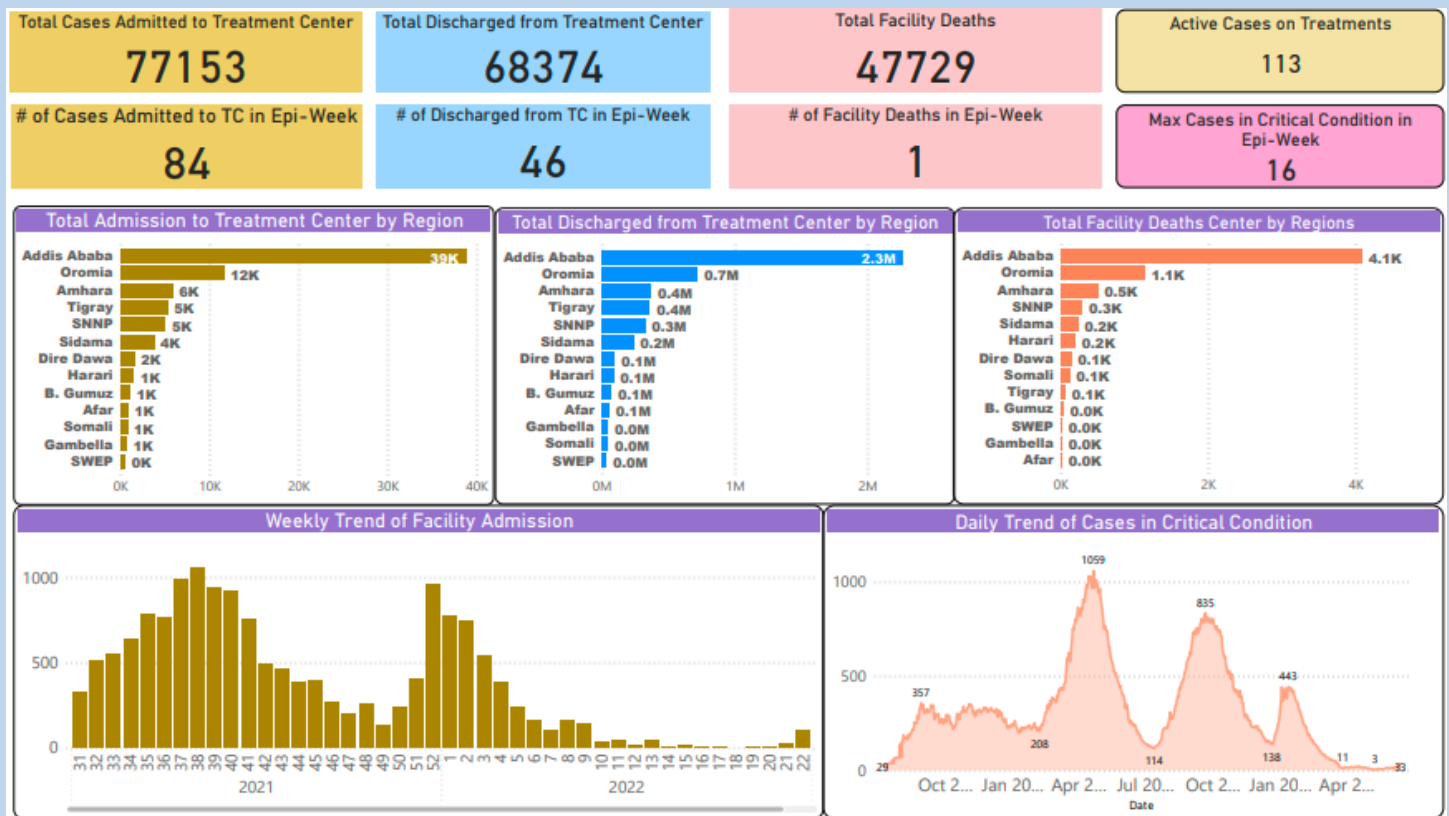 Total Cases Admitted to Treatment Center
77153
Total Discharged from Treatment Center
68374
Total Facility Deaths
47729
Active Cases on Treatments
113
# of Cases Admitted to TC in Epi-Week
84
# of Discharged from TC in Epi-Week
46
# of Facility Deaths in Epi-Week
1
Max Cases in Critical Condition in
Epi-Week
16
Total Admission to Treatment Center by Region
Addis Ababa 39K
Oromia 12K
Amhara 6K
Tigray 5K
SNNP 5K
Sidama 4K
Dire Dawa 2K
Harari 1K
B. Gumuz 1K
Afar 1K
Somali 1K
Gambella 1K
SWEP 0K
0K 10K 20K 30K 40K
Total Discharged from Treatment Center by Region
Addis Ababa 2.3M
Oromia 0.7M
Amhara 0.4M
Tigray 0.4M
SNNP 0.3M
Sidama 0.2M
Dire Dawa 0.1M
Harari 0.1M
B. Gumuz 0.1M
Afar 0.1M
Gambella 0.0M
Somali 0.0M
SWEP 0.0M
0M 1M 2M
Total Facility Deaths Center by Regions
Addis Ababa 4.1K
Oromia 1.1K
Amhara 0.5K
SNNP 0.3K
Sidama 0.2K
Harari 0.2K
Dire Dawa 0.1K
Somali 0.1K
Tigray 0.1K
B. Gumuz 0.0K
SWEP 0.0K
Gambella 0.0K
Afar 0.0K
0K 2K 4K
Weekly Trend of Facility Admission
1000
500
0
31 32 33 34 35 36 37 38 39 40 41 42 43 44 45 46 47 48 49 50 51 52 1 2 3 4 5 6 7 8 9 10 11 12 13 14 15 16 17 18 19 20 21 22
2021 2022
Daily Trend of Cases in Critical Condition
1059
1000
835
500
443
357
208
114
138
11
3
33
29
0
Oct 2... Jan 20... Apr 2... Jul 20... Oct 2... Jan 20... Apr 2...
Date